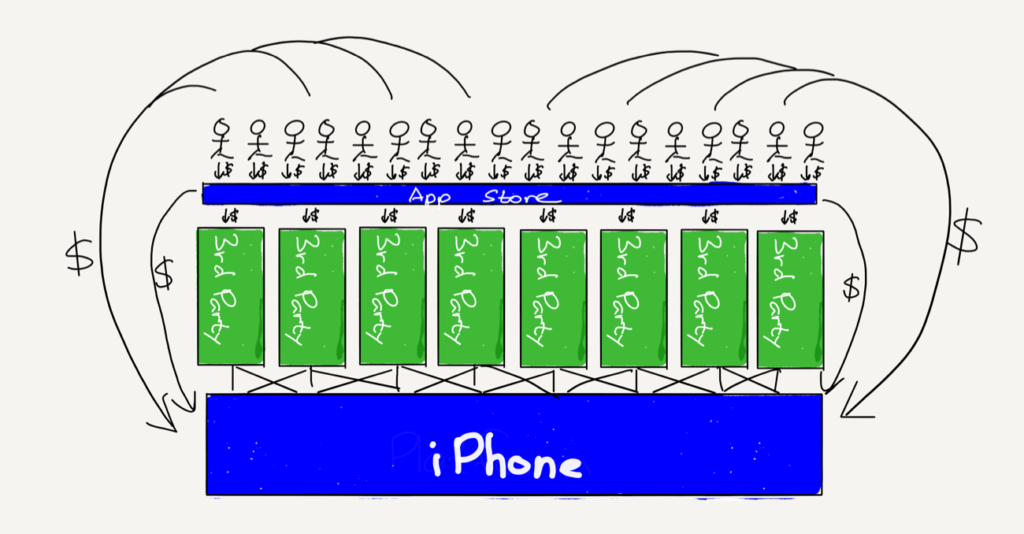 ↓$ ↓$ ↓$ ↓$ ↓$ ↓$ ↓$ ↓$ ↓$ ↓$ ↓$ ↓$ ↓$ ↓$ ↓$ ↓$ ↓$ ↓$
App Store
↓$ ↓$ ↓$ ↓$ ↓$ ↓$ ↓$ ↓$
$
$
3rd Party
3rd Party
3rd Party
3rd Party
3rd Party
3rd Party
3rd Party
3rd Party
$
$
iPhone